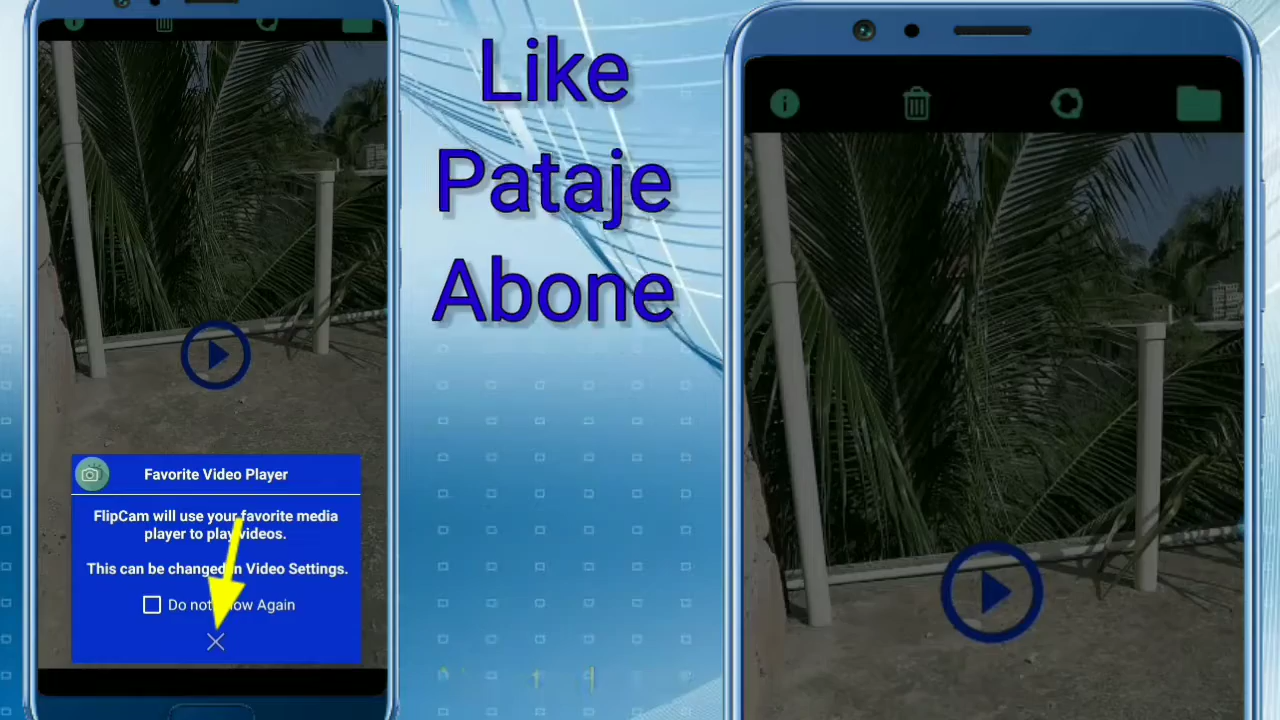 Like
Pataje
Abone
Favorite Video Player
FlipCam will use your favorite media
player to play videos.
This can be changed in Video Settings.
Do not Show Again